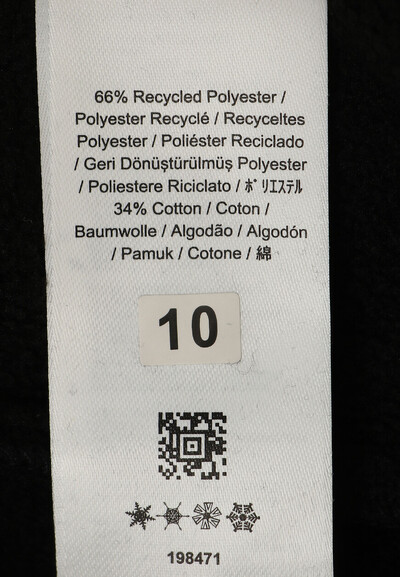 66% Recycled Polyester /
Polyester Recyclé / Recyceltes
Polyester / Poliéster Reciclado
/ Geri Dönüştürülmüş Polyester
/ Poliestere Riciclato / ﾎﾟﾘｴｽﾃﾙ
34% Cotton / Coton /
Baumwolle / Algodão / Algodón
/ Pamuk / Cotone / 綿
10
198471